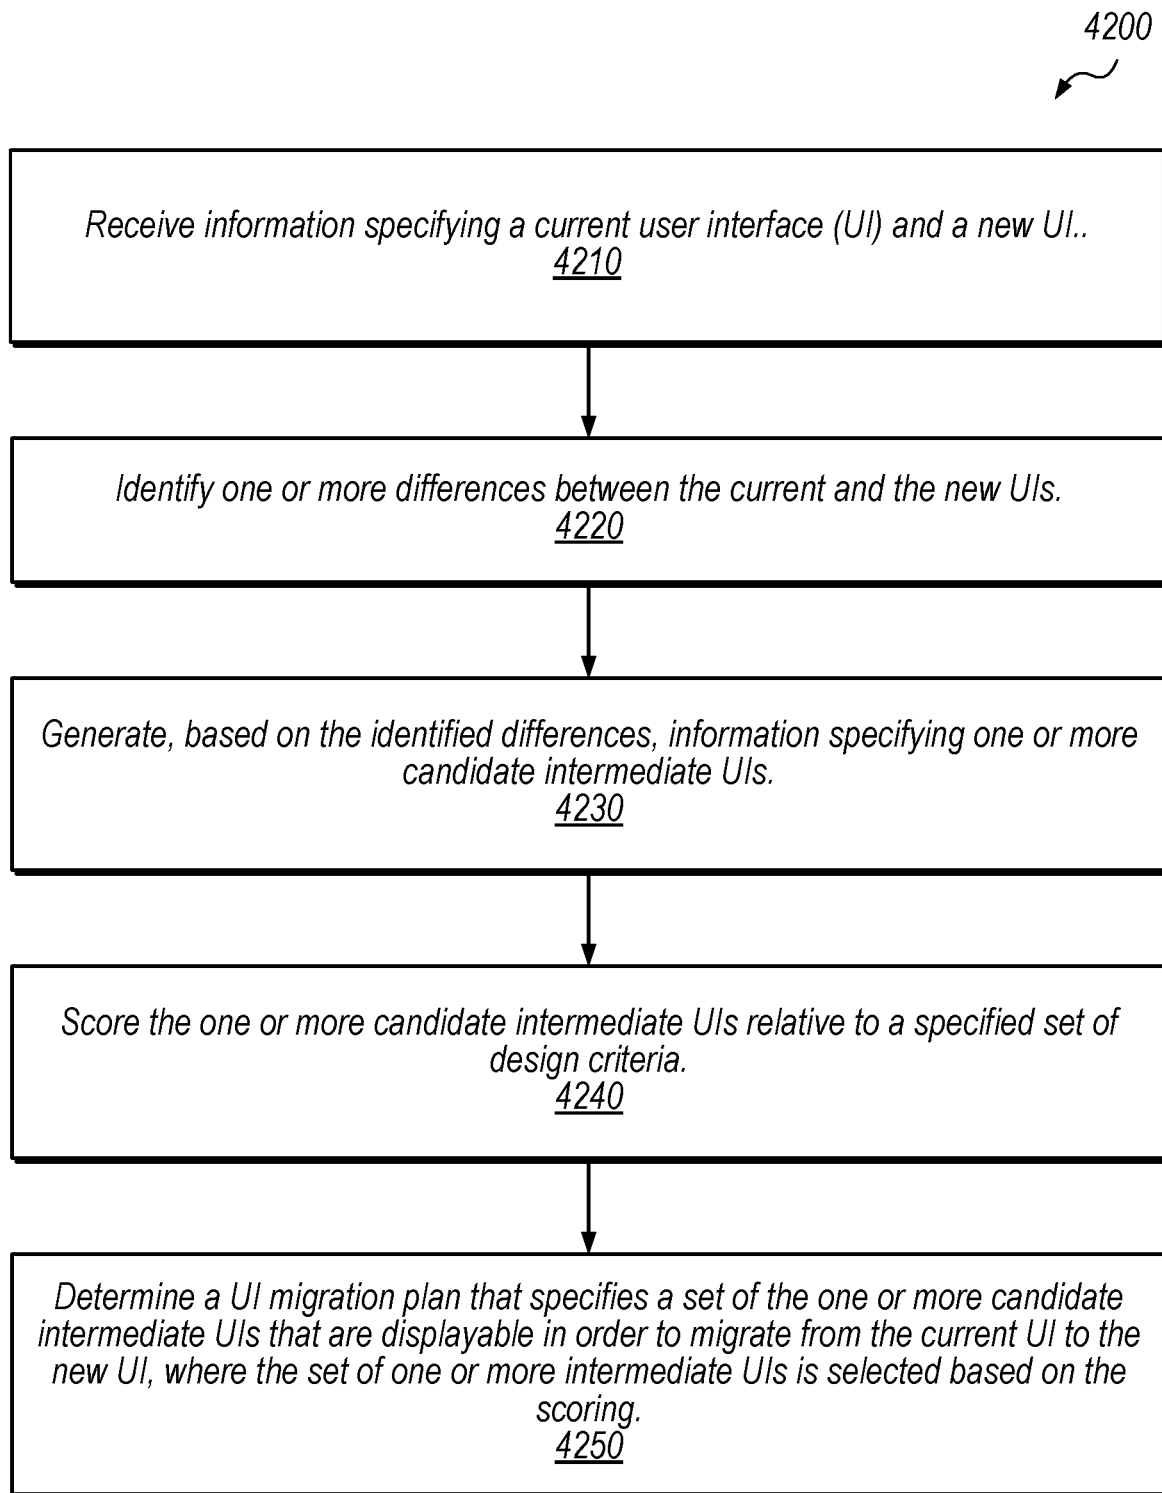 4200
Receive information specifying a current user interface (UI) and a new UI..
4210
Identify one or more differences between the current and the new UIs.
4220
Generate, based on the identified differences, information specifying one or more
candidate intermediate UIs.
4230
Score the one or more candidate intermediate UIs relative to a specified set of
design criteria.
4240
Determine a UI migration plan that specifies a set of the one or more candidate
intermediate UIs that are displayable in order to migrate from the current UI to the
new UI, where the set of one or more intermediate UIs is selected based on the
scoring.
4250